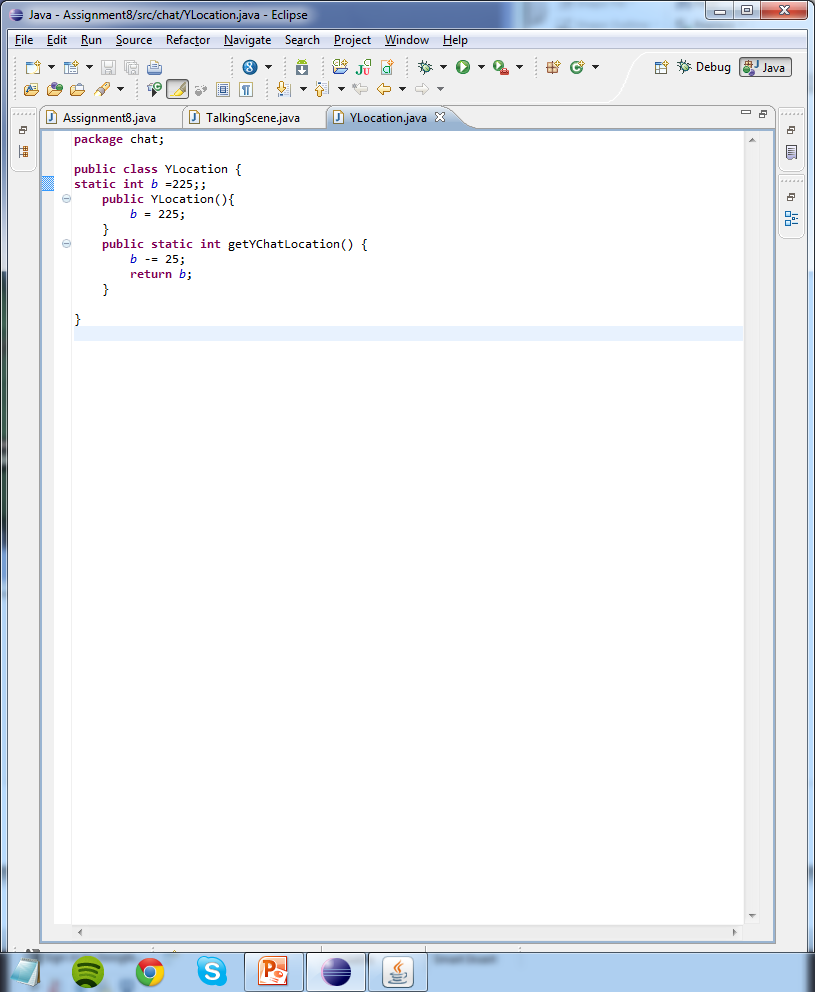 Java - Assignment8/src/chat/YLocation.java - Eclipse
File Edit Run Source Refactor Navigate Search Project Window Help
Debug Java
Assignment8.java TalkingScene.java YLocation.java
package chat;
public class YLocation {
static int b =225;;
public YLocation(){
b = 225;
}
public static int getYChatLocation() {
b -= 25;
return b;
}
}